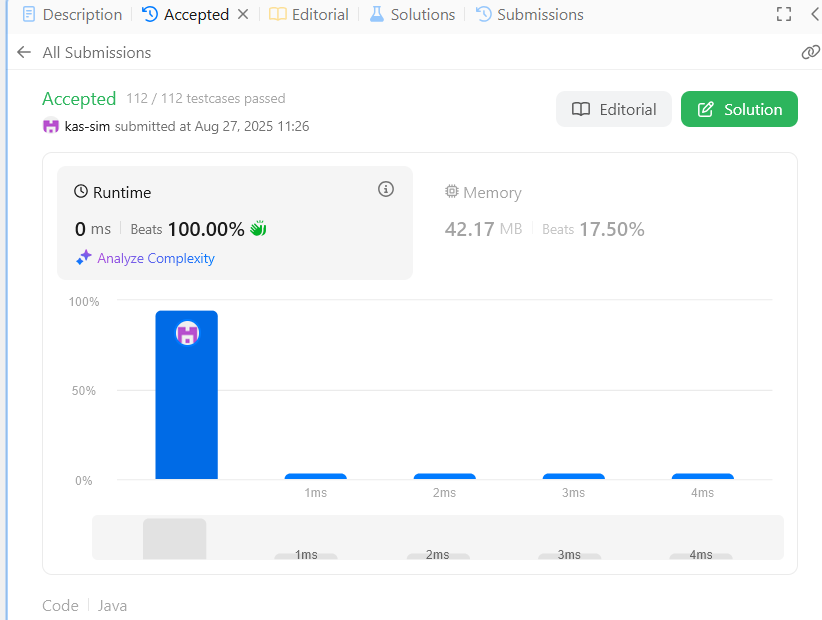 Description Accepted Editorial Solutions Submissions
All Submissions
Accepted 112 / 112 testcases passed
kas-sim submitted at Aug 27, 2025 11:26
Editorial
Solution
Runtime
0 ms Beats 100.00%
Analyze Complexity
Memory
42.17 MB Beats 17.50%
100%
50%
0%
1ms 2ms 3ms 4ms
1ms 2ms 3ms 4ms
Code Java